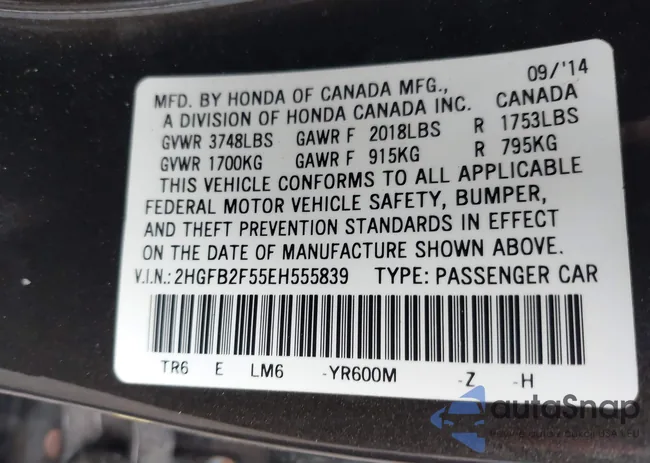 09/'14
MFD. BY HONDA OF CANADA MFG., CANADA
A DIVISION OF HONDA CANADA INC.
GVWR 3748LBS GAWR F 2018LBS R 1753LBS
GVWR 1700KG GAWR F 915KG R 795KG
THIS VEHICLE CONFORMS TO ALL APPLICABLE
FEDERAL MOTOR VEHICLE SAFETY, BUMPER,
AND THEFT PREVENTION STANDARDS IN EFFECT
ON THE DATE OF MANUFACTURE SHOWN ABOVE.
V.I.N.: 2HGFB2F55EH555839 TYPE: PASSENGER CAR
TR6 E LM6 -YR600M -Z -H
autoSnap